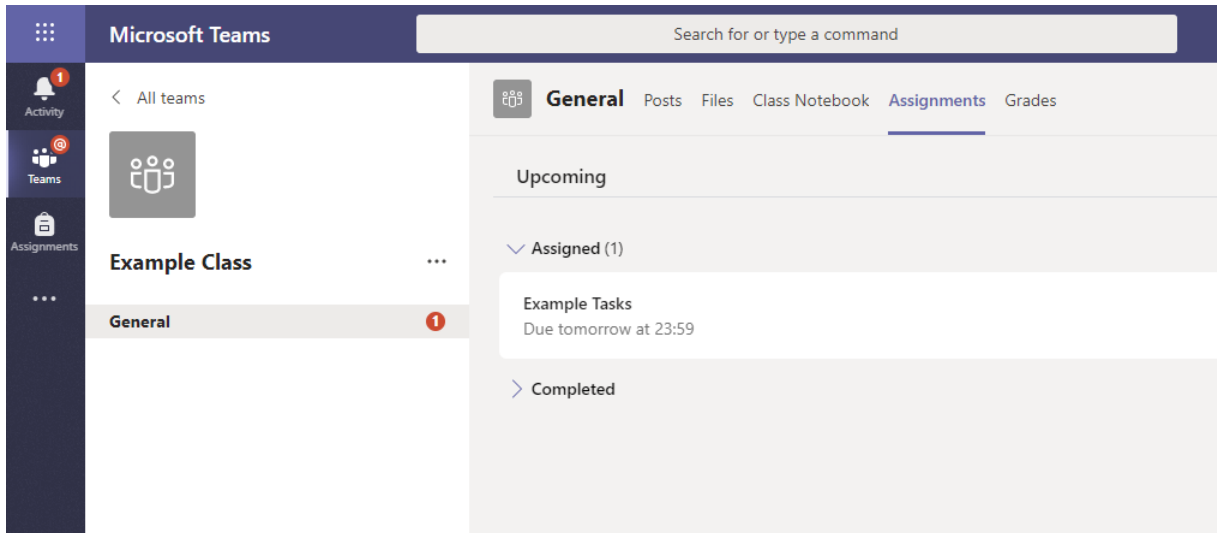 Microsoft Teams
Search for or type a command
1
Activity
@
Teams
Assignments
All teams
Example Class
General
1
General Posts Files Class Notebook Assignments Grades
Upcoming
Assigned (1)
Example Tasks
Due tomorrow at 23:59
Completed